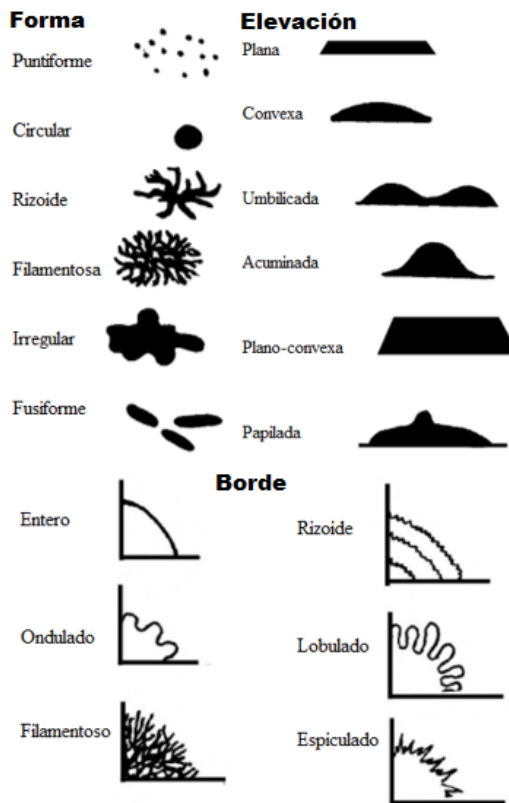 Forma
Puntiforme
Circular
Rizoide
Filamentosa
Irregular
Fusiforme
Elevación
Plana
Convexa
Umbilicada
Acuminada
Plano-convexa
Papilada
Borde
Entero
Ondulado
Filamentoso
Rizoide
Lobulado
Espiculado